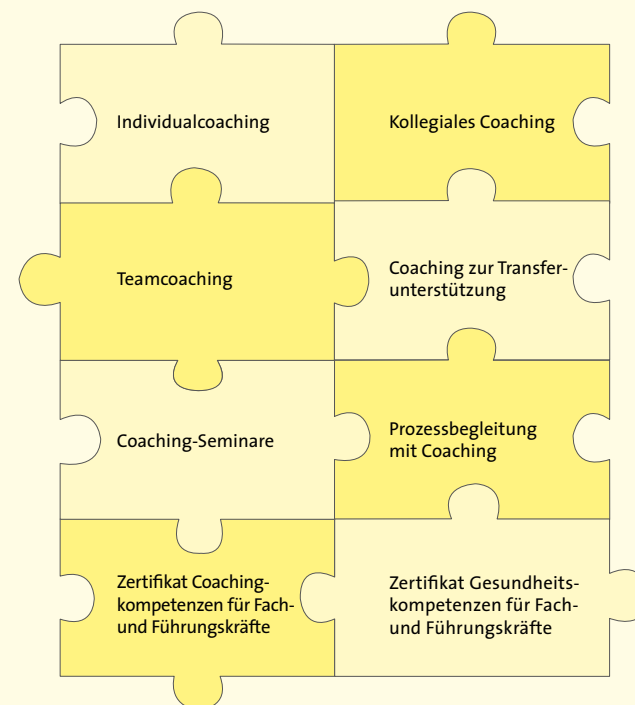 Individualcoaching
Kollegiales Coaching
Teamcoaching
Coaching zur Transfer-
unterstützung
Coaching-Seminare
Prozessbegleitung
mit Coaching
Zertifikat Coaching-
kompetenzen für Fach-
und Führungskräfte
Zertifikat Gesundheits-
kompetenzen für Fach-
und Führungskräfte